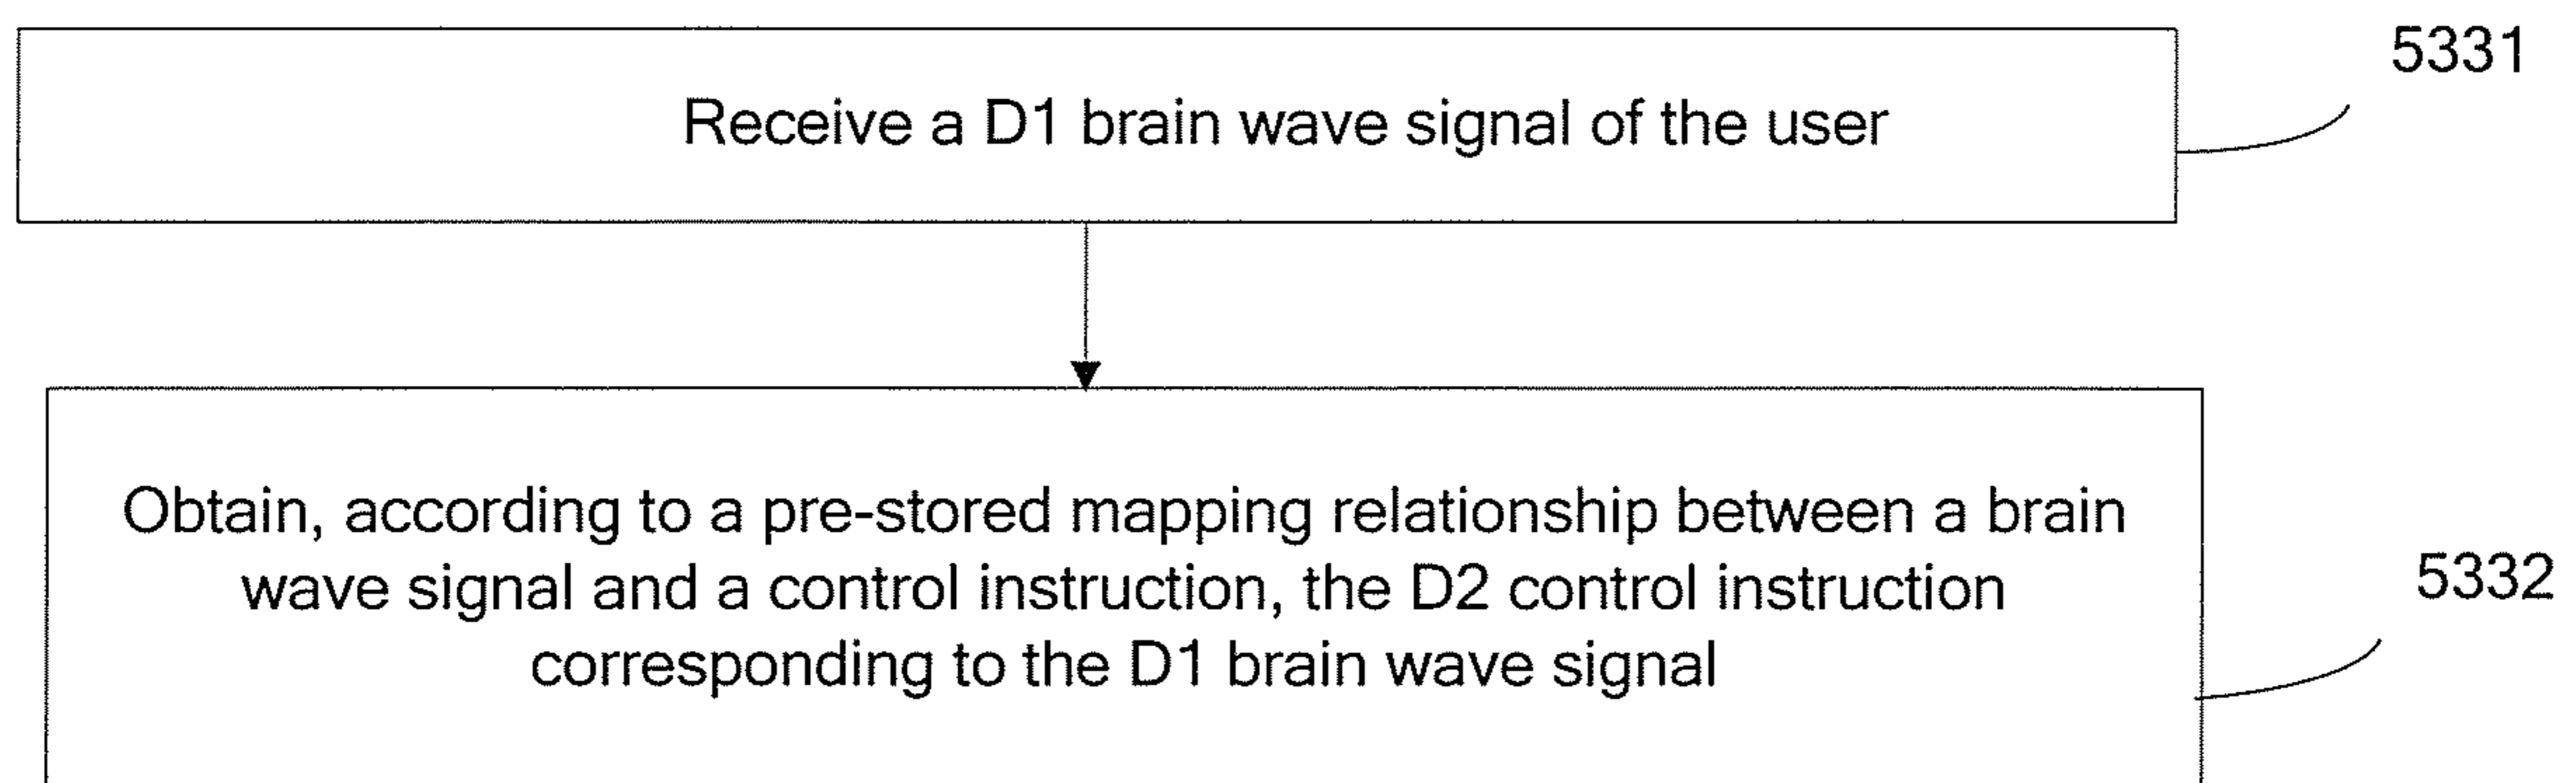 5331
Receive a D1 brain wave signal of the user
Obtain, according to a pre-stored mapping relationship between a brain
wave signal and a control instruction, the D2 control instruction
5332
corresponding to the D1 brain wave signal